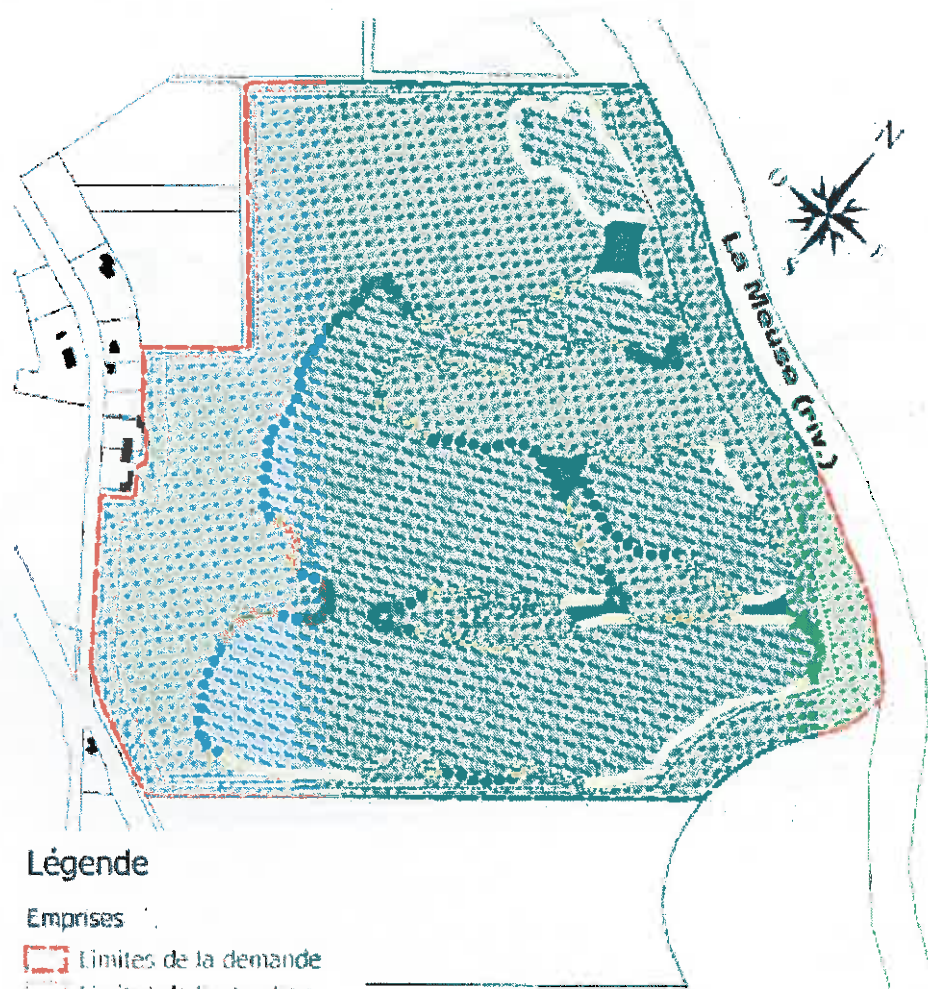 N
O
S
La Meuse (riv.)
Légende
Emprises
Limites de la demande